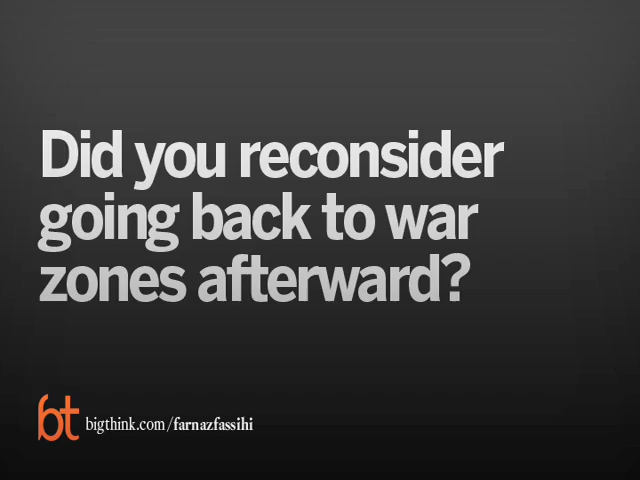 Did you reconsider
going back to war
zones afterward?
bt bigthink.com/farnazfassihi